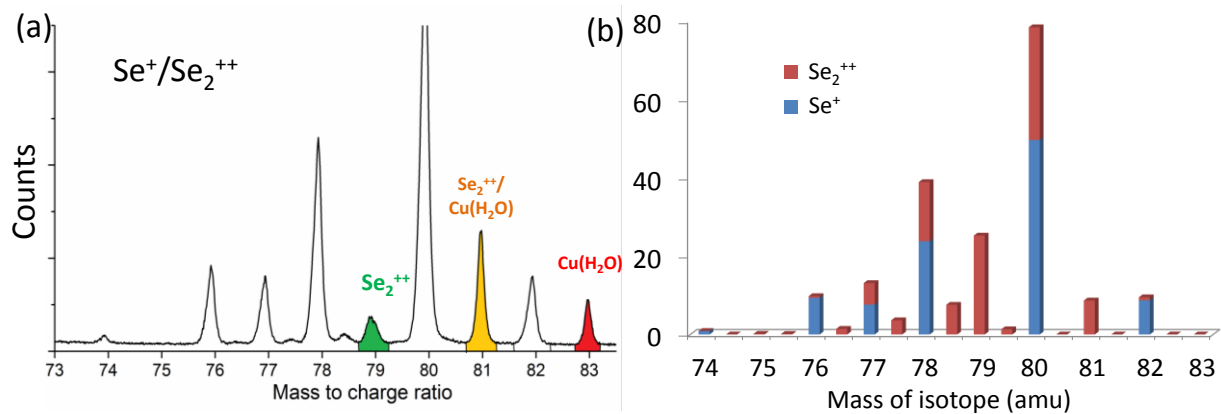 (a)
Se⁺/Se₂⁺⁺
Se₂⁺⁺
Se₂⁺⁺/
Cu(H₂O)
Cu(H₂O)
Counts
73 74 75 76 77 78 79 80 81 82 83
Mass to charge ratio
(b)
80
60
40
20
0
Se₂⁺⁺
Se⁺
74 75 76 77 78 79 80 81 82 83
Mass of isotope (amu)